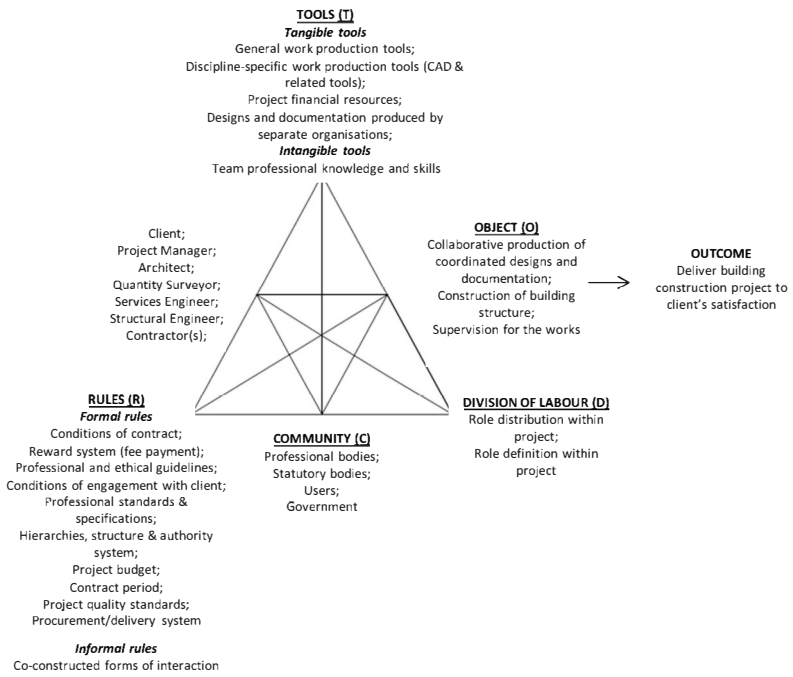 TOOLS (T)
Tangible tools
General work production tools;
Discipline-specific work production tools (CAD &
related tools);
Project financial resources;
Designs and documentation produced by
separate organisations;
Intangible tools
Team professional knowledge and skills
Client;
Project Manager;
Architect;
Quantity Surveyor;
Services Engineer;
Structural Engineer;
Contractor(s);
OBJECT (O)
Collaborative production of
coordinated designs and
documentation;
Construction of building
structure;
Supervision for the works
OUTCOME
Deliver building
construction project to
client's satisfaction
RULES (R)
Formal rules
Conditions of contract;
Reward system (fee payment);
Professional and ethical guidelines;
Conditions of engagement with client;
Professional standards &
specifications;
Hierarchies, structure & authority
system;
Project budget;
Contract period;
Project quality standards;
Procurement/delivery system
Informal rules
Co-constructed forms of interaction
COMMUNITY (C)
Professional bodies;
Statutory bodies;
Users;
Government
DIVISION OF LABOUR (D)
Role distribution within
project;
Role definition within
project